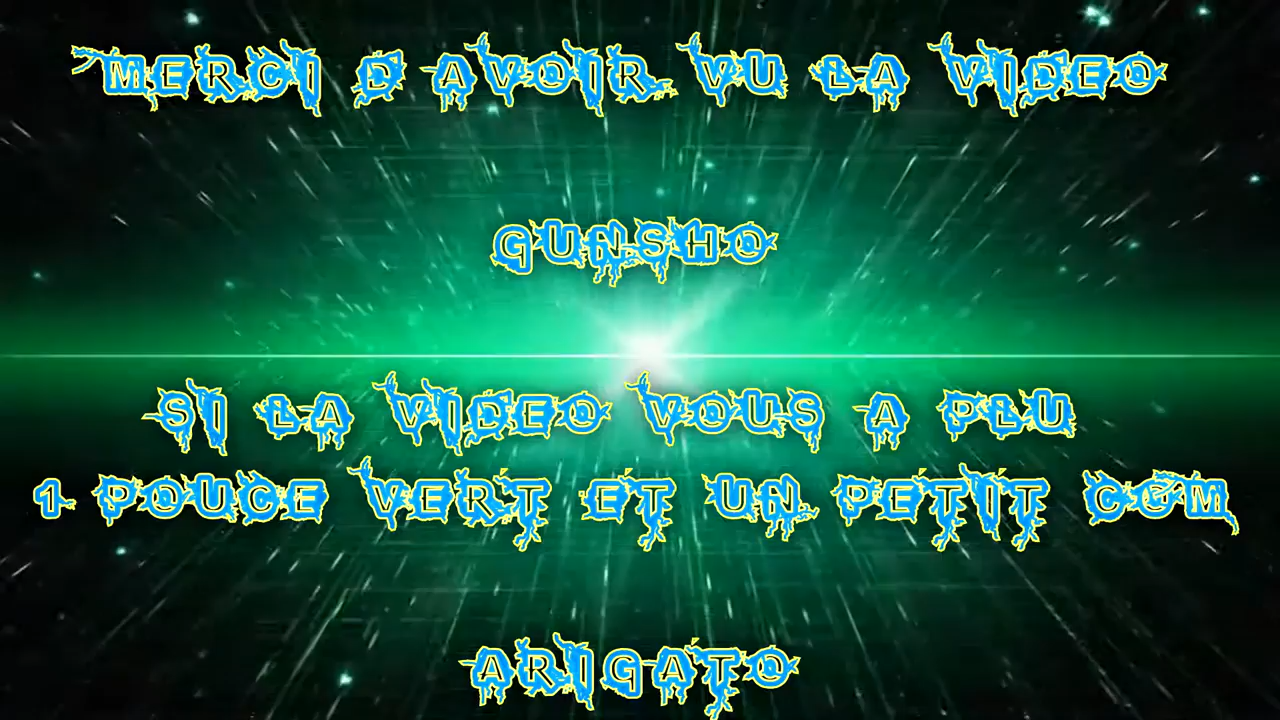 MERCI D AVOIR VU LA VIDEO
GUNSHO
SI LA VIDEO VOUS A PLU
1 POUCE VERT ET UN PETIT COM
ARIGATO